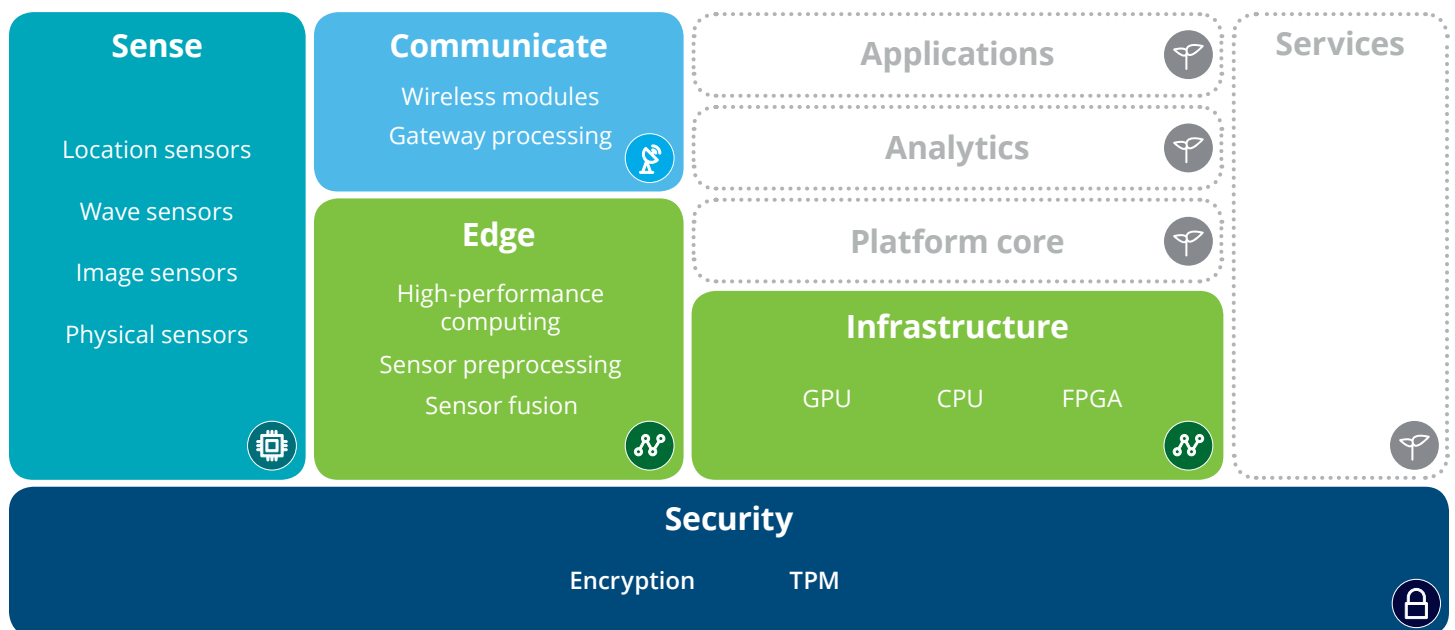 Sense
Location sensors
Wave sensors
Image sensors
Physical sensors
Communicate
Wireless modules
Gateway processing
Edge
High-performance
computing
Sensor preprocessing
Sensor fusion
Applications
Analytics
Platform core
Infrastructure
GPU CPU FPGA
Services
Security
Encryption TPM